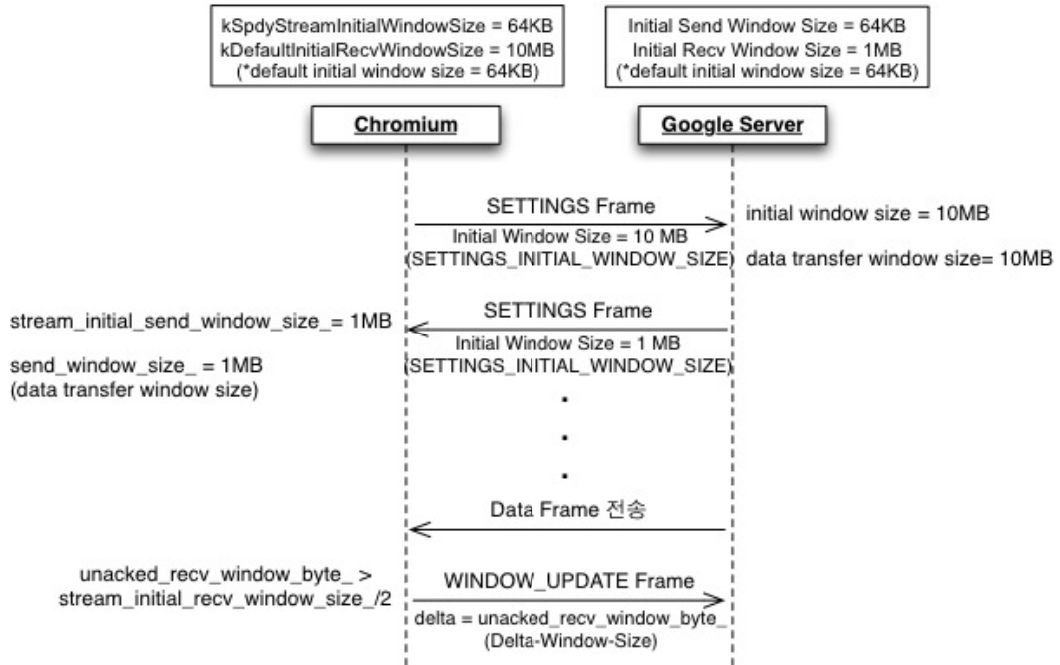 kSpdyStreamInitialWindowSize = 64KB
kDefaultInitialRecvWindowSize = 10MB
(*default initial window size = 64KB)
Initial Send Window Size = 64KB
Initial Recv Window Size = 1MB
(*default initial window size = 64KB)
Chromium
Google Server
SETTINGS Frame
Initial Window Size = 10 MB
(SETTINGS_INITIAL_WINDOW_SIZE)
initial window size = 10MB
data transfer window size= 10MB
SETTINGS Frame
Initial Window Size = 1 MB
(SETTINGS_INITIAL_WINDOW_SIZE)
stream_initial_send_window_size_= 1MB
send_window_size_ = 1MB
(data transfer window size)
Data Frame 전송
unacked_recv_window_byte_ >
stream_initial_recv_window_size_/2
WINDOW_UPDATE Frame
delta = unacked_recv_window_byte_
(Delta-Window-Size)